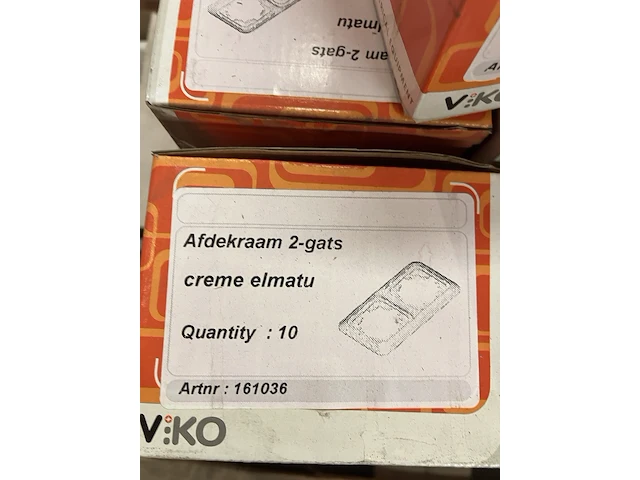 elmatu
am 2-gats
V:KO
Afdekraam 2-gats
creme elmatu
Quantity : 10
Artnr : 161036
V:KO